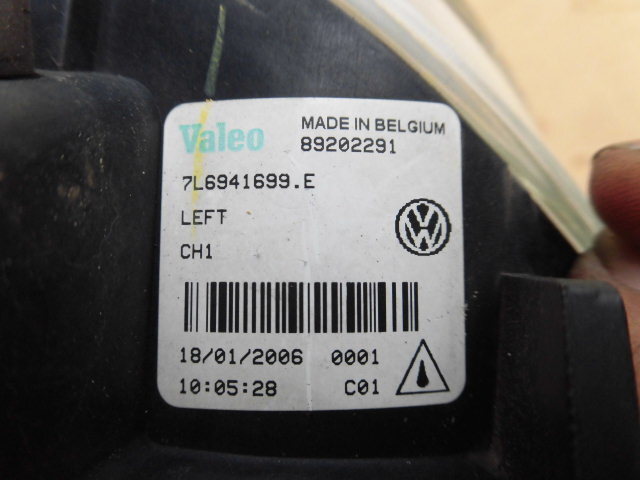 Valeo
MADE IN BELGIUM
89202291
7L6941699.E
LEFT
CH1
18/01/2006 0001
10:05:28 C01